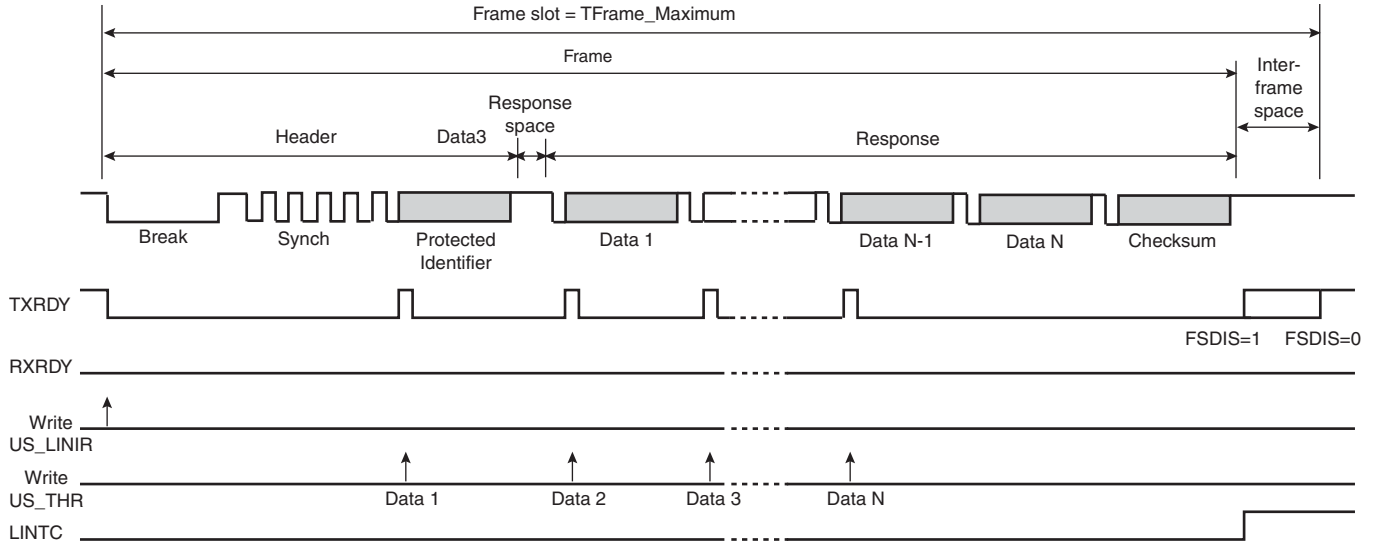 Frame slot = TFrame_Maximum
Frame
Inter-
frame
space
Response
space
Header
Data3
Response
Break
Synch
Protected
Identifier
Data 1
Data N-1
Data N
Checksum
TXRDY
FSDIS=1
FSDIS=0
RXRDY
Write
US_LINIR
Write
US_THR
Data 1
Data 2
Data 3
Data N
LINTC